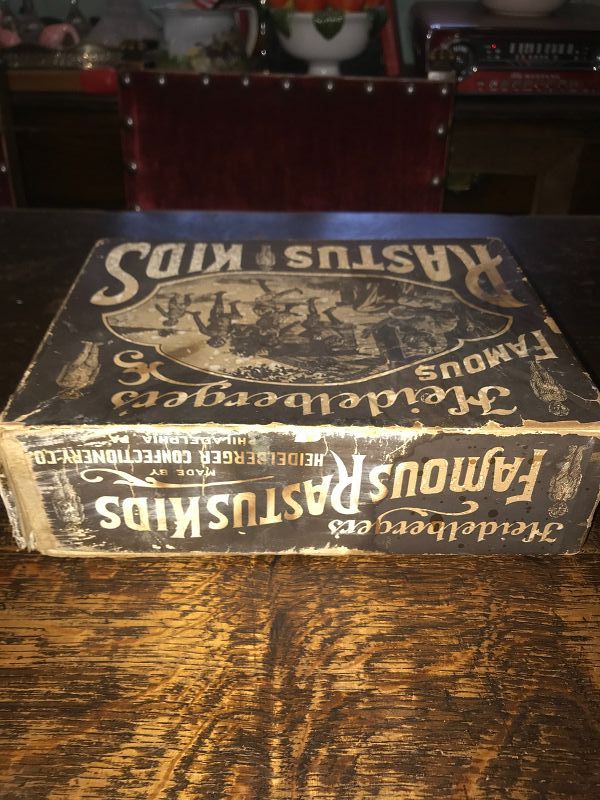 Heidelberger's
FAMOUS
RASTUS KIDS
Heidelberger's
FAMOUS RASTUS KIDS
MADE BY
HEIDELBERGER CONFECTIONERY CO.
PHILADELPHIA PA.